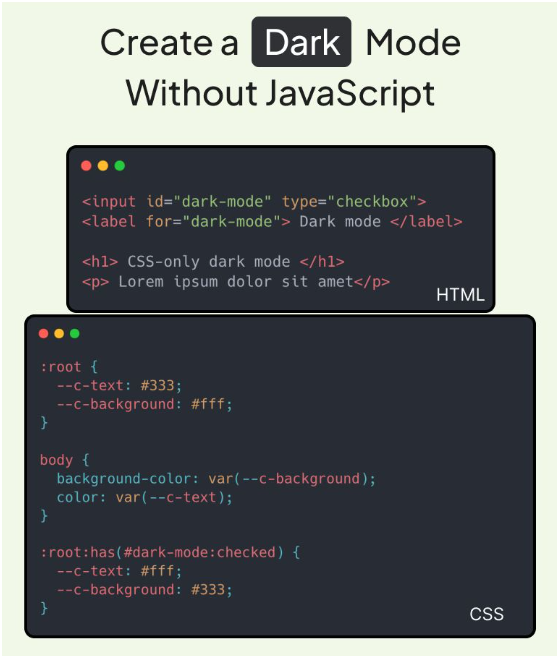 Create a Dark Mode
Without JavaScript
<input id="dark-mode" type="checkbox">
<label for="dark-mode"> Dark mode </label>
<h1> CSS-only dark mode </h1>
<p> Lorem ipsum dolor sit amet</p>
HTML
:root {
--c-text: #333;
--c-background: #fff;
}
body {
background-color: var(--c-background);
color: var(--c-text);
}
:root:has(#dark-mode:checked) {
--c-text: #fff;
--c-background: #333;
}
CSS